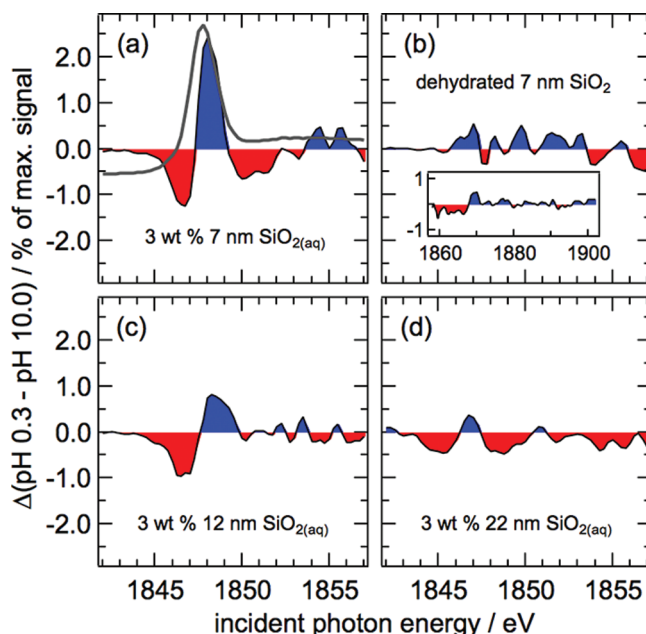 Δ(pH 0.3 - pH 10.0) / % of max. signal
(a)
2.0
1.0
0.0
-1.0
-2.0
3 wt % 7 nm SiO2(aq)
(b)
dehydrated 7 nm SiO2
1
-1
1860 1880 1900
(c)
2.0
1.0
0.0
-1.0
-2.0
3 wt % 12 nm SiO2(aq)
(d)
3 wt % 22 nm SiO2(aq)
1845 1850 1855
1845 1850 1855
incident photon energy / eV